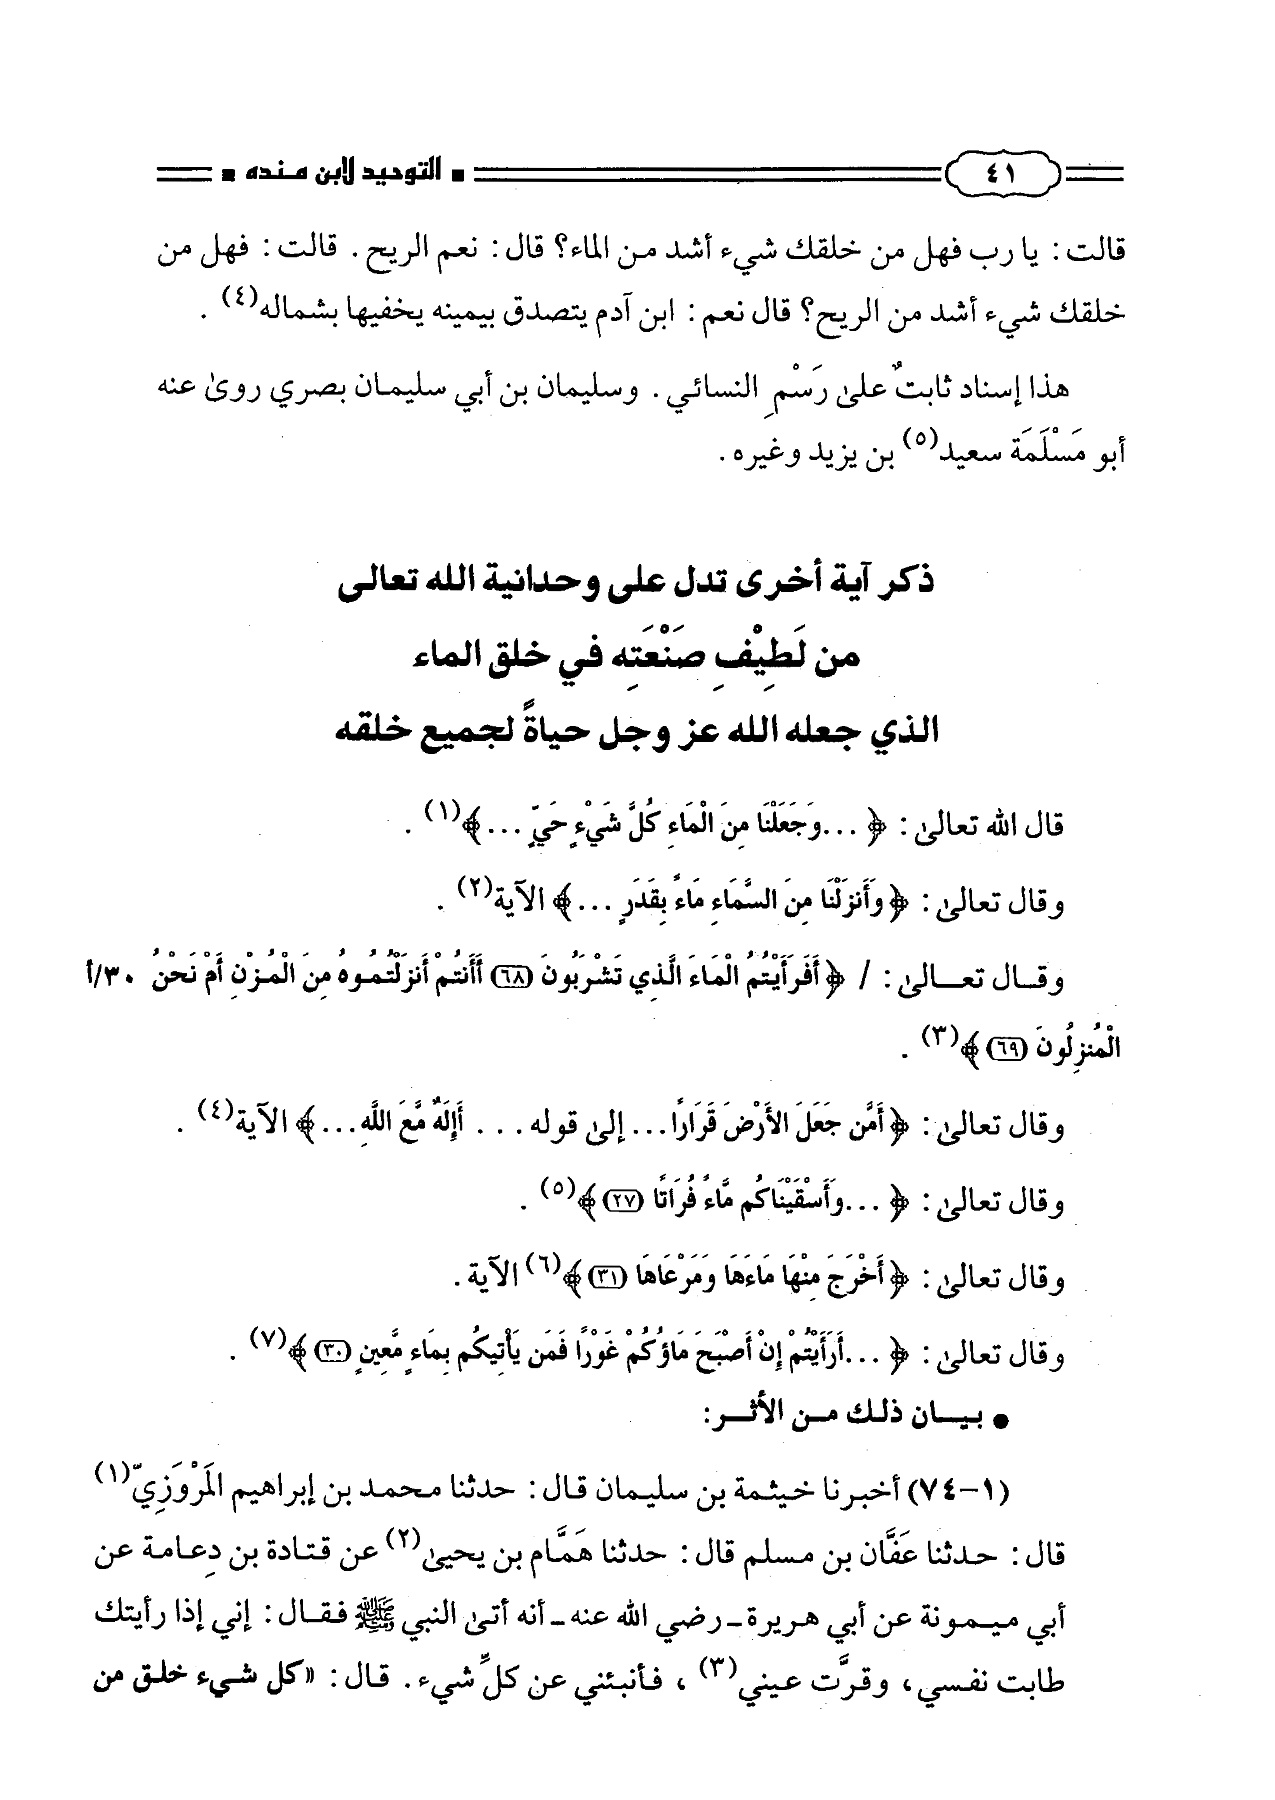 ٤١ ■ التوحيد لابن منده ■
قالت : يا رب فهل من خلقك شيء أشد من الماء؟ قال : نعم الريح . قالت : فهل من
خلقك شيء أشد من الريح؟ قال نعم : ابن آدم يتصدق بيمينه يخفيها بشماله(٤) .
هذا إسناد ثابتٌ على رَسْمِ النسائي . وسليمان بن أبي سليمان بصري روىٰ عنه
أبو مَسْلَمَة سعيد(٥) بن يزيد وغيره .
ذكر آية أخرى تدل على وحدانية الله تعالى
من لَطِيْفِ صَنْعَتِه في خلق الماء
الذي جعله الله عز وجل حياةً لجميع خلقه
قال الله تعالىٰ : ﴿ ...وَجَعَلْنَا مِنَ الْمَاءِ كُلَّ شَيْءٍ حَيٍّ ...﴾(١) .
وقال تعالىٰ : ﴿وَأَنزَلْنَا مِنَ السَّمَاءِ مَاءً بِقَدَرٍ ...﴾ الآية(٢) .
وقـال تعـالىٰ : / ﴿أَفَرَأَيْتُمُ الْمَاءَ الَّذِي تَشْرَبُونَ (٦٨) أَأَنتُمْ أَنزَلْتُمُوهُ مِنَ الْمُزْنِ أَمْ نَحْنُ ٣٠/أ
الْمُنزِلُونَ (٦٩)﴾(٣) .
وقال تعالىٰ : ﴿أَمَّن جَعَلَ الأَرْضَ قَرَارًا... إلىٰ قوله ... أَإِلَهٌ مَّعَ اللَّهِ...﴾ الآية(٤) .
وقال تعالىٰ : ﴿ ...وَأَسْقَيْنَاكُم مَّاءً فُرَاتًا (٢٧)﴾(٥) .
وقال تعالىٰ : ﴿أَخْرَجَ مِنْهَا مَاءَهَا وَمَرْعَاهَا (٣١)﴾(٦) الآية .
وقال تعالىٰ : ﴿ ...أَرَأَيْتُمْ إِنْ أَصْبَحَ مَاؤُكُمْ غَوْرًا فَمَن يَأْتِيكُم بِمَاءٍ مَّعِينٍ (٣٠)﴾(٧) .
● بيـان ذلك مـن الأثـر:
(١-٧٤) أخبرنا خيثمة بن سليمان قال : حدثنا محمد بن إبراهيم المَرْوَزِيّ(١)
قال : حدثنا عَفَّان بن مسلم قال : حدثنا هَمَّام بن يحيىٰ(٢) عن قتادة بن دِعامة عن
أبي ميـمونة عن أبي هريرة ـ رضي الله عنه ـ أنه أتىٰ النبي ﷺ فقـال : إني إذا رأيتك
طابت نفسي، وقرَّت عيني(٣) ، فأنبئني عن كلِّ شيء . قال : «كل شيء خلق من